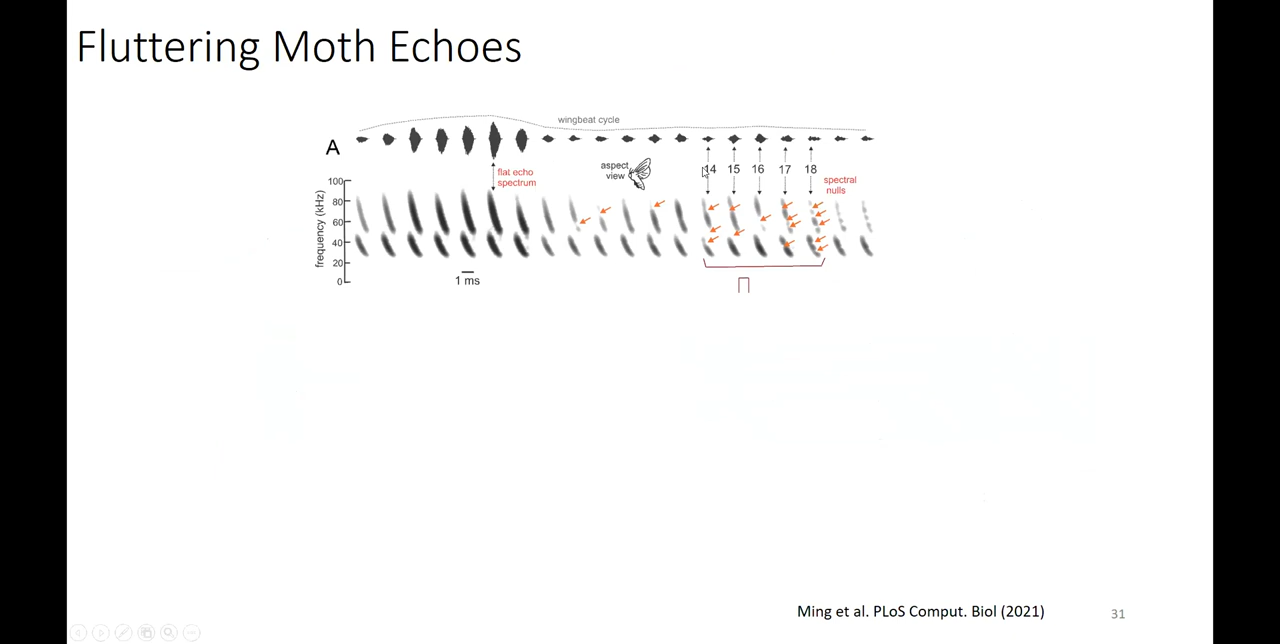 Fluttering Moth Echoes
wingbeat cycle
A
aspect
view
14 15 16 17 18
flat echo
spectrum
spectral
nulls
frequency (kHz)
100
80
60
40
20
0
1 ms
Ming et al. PLoS Comput. Biol (2021)
31